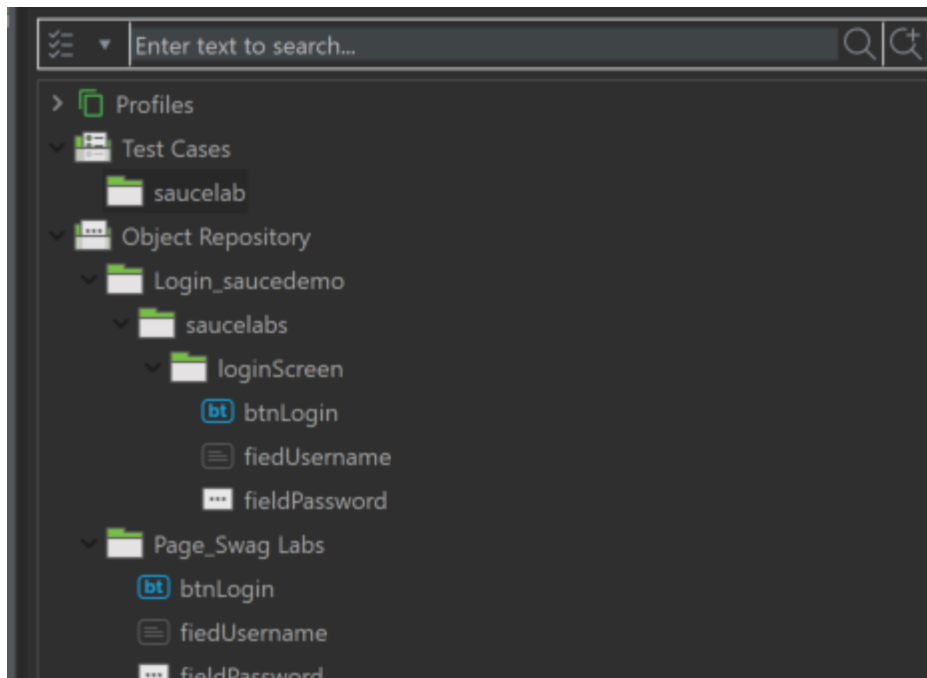 Enter text to search...
Profiles
Test Cases
saucelab
Object Repository
Login_saucedemo
saucelabs
loginScreen
bt btnLogin
fiedUsername
fieldPassword
Page_Swag Labs
bt btnLogin
fiedUsername
fieldPassword